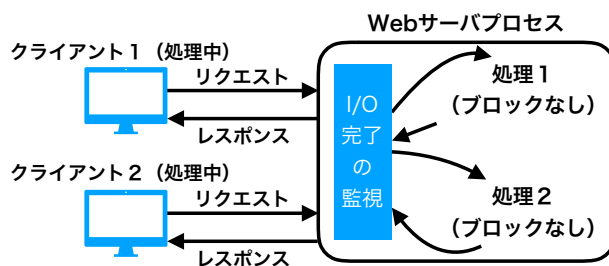 Webサーバプロセス
クライアント1（処理中）
リクエスト
レスポンス
クライアント2（処理中）
リクエスト
レスポンス
I/O
完了
の
監視
処理1
（ブロックなし）
処理2
（ブロックなし）